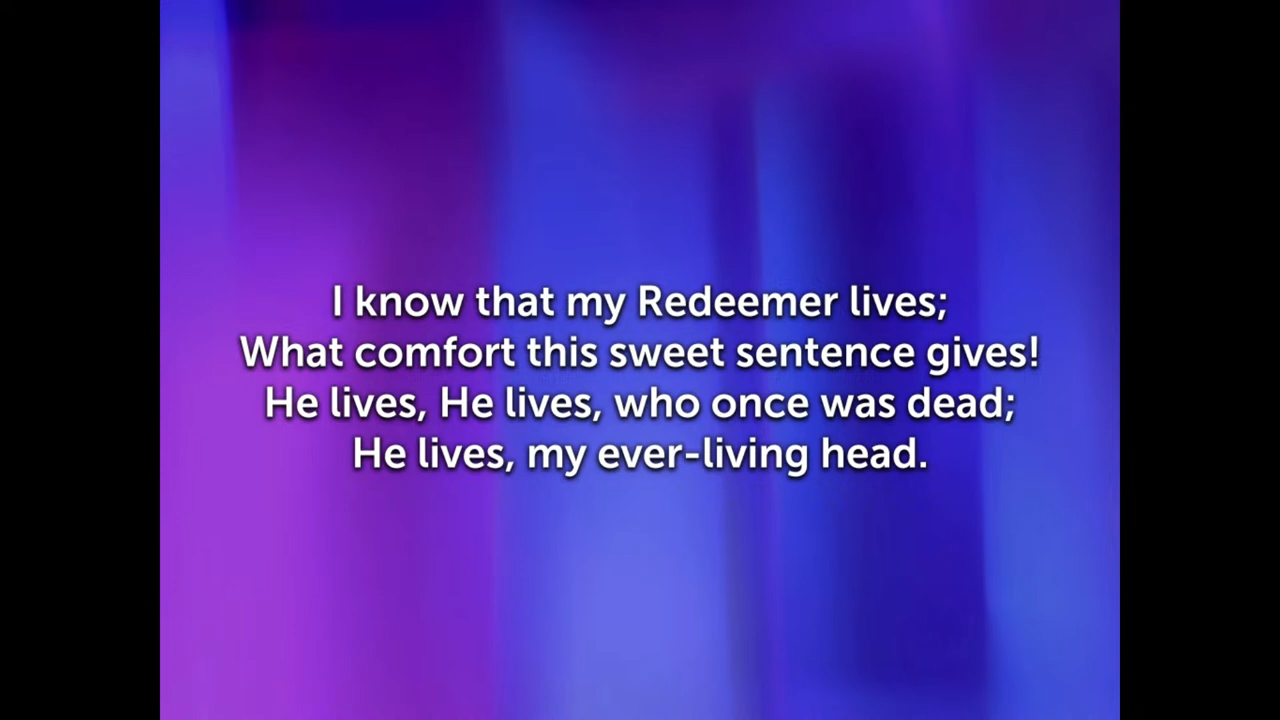 I know that my Redeemer lives;
What comfort this sweet sentence gives!
He lives, He lives, who once was dead;
He lives, my ever-living head.